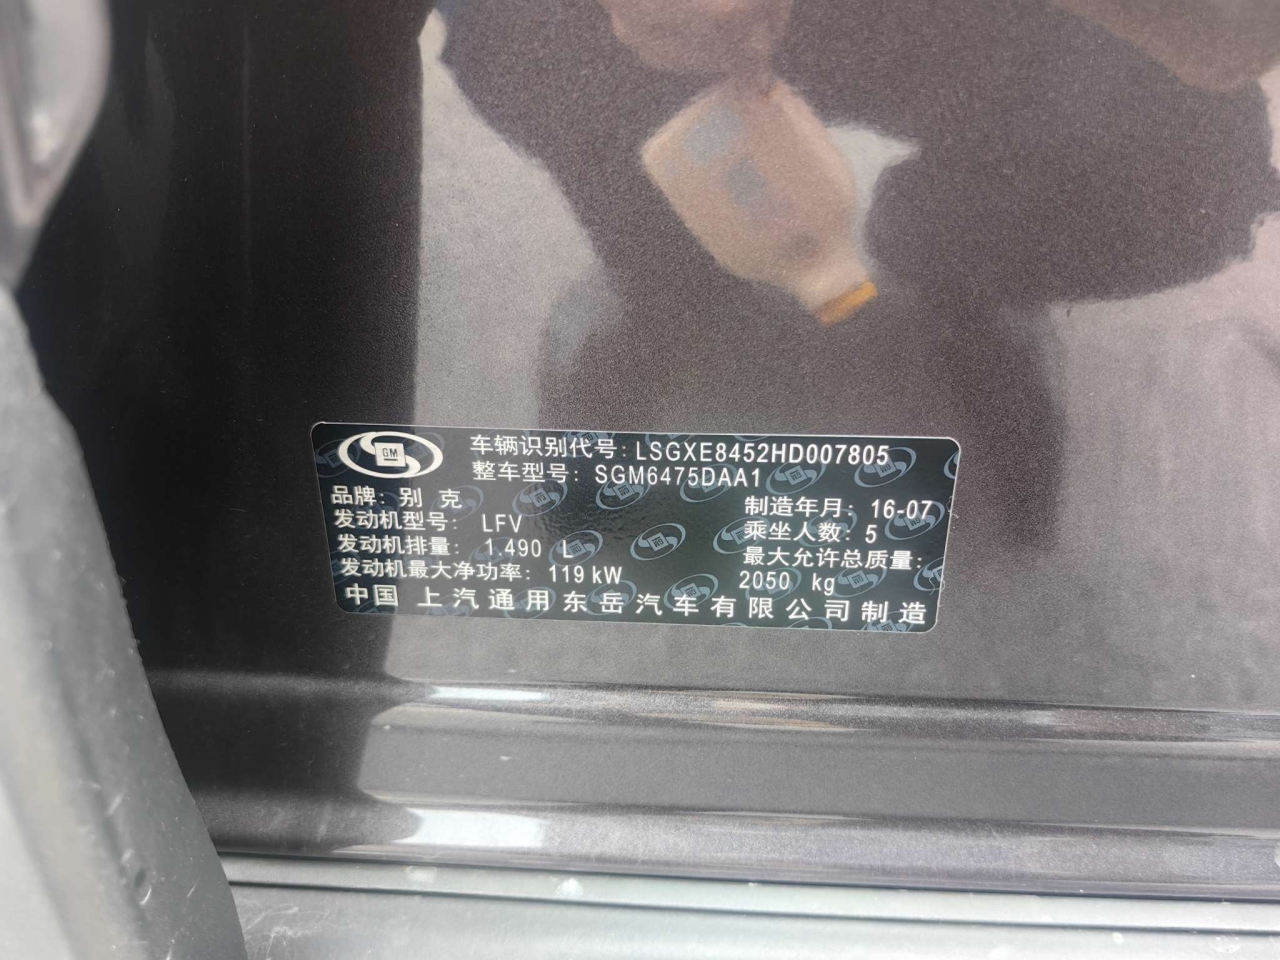 GM
车辆识别代号: LSGXE8452HD007805
整车型号: SGM6475DAA1
品牌: 别 克
制造年月: 16-07
发动机型号: LFV
乘坐人数: 5
发动机排量: 1.490 L
最大允许总质量:
发动机最大净功率: 119 kW
2050 kg
中国 上汽通用东岳汽车有限公司制造